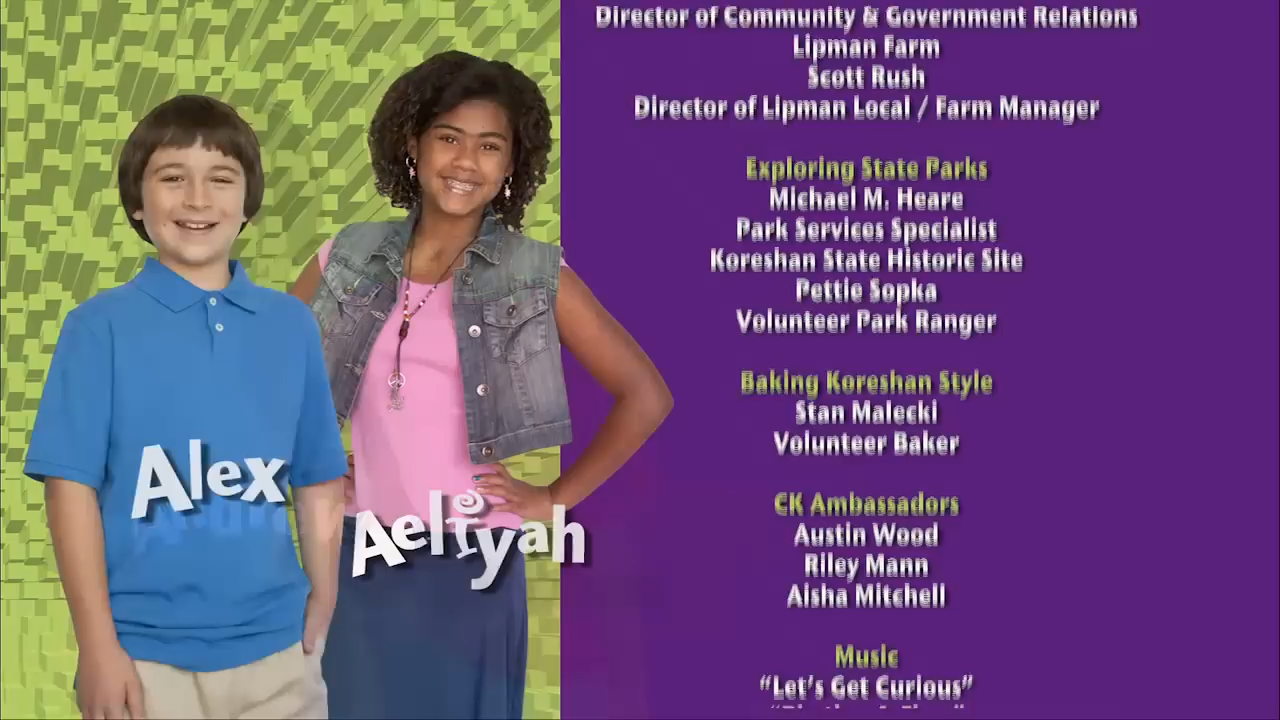 Alex
Aeliyah
Director of Community & Government Relations
Lipman Farm
Scott Rush
Director of Lipman Local / Farm Manager
Exploring State Parks
Michael M. Heare
Park Services Specialist
Koreshan State Historic Site
Pettie Sopka
Volunteer Park Ranger
Baking Koreshan Style
Stan Malecki
Volunteer Baker
CK Ambassadors
Austin Wood
Riley Mann
Aisha Mitchell
Music
“Let’s Get Curious”